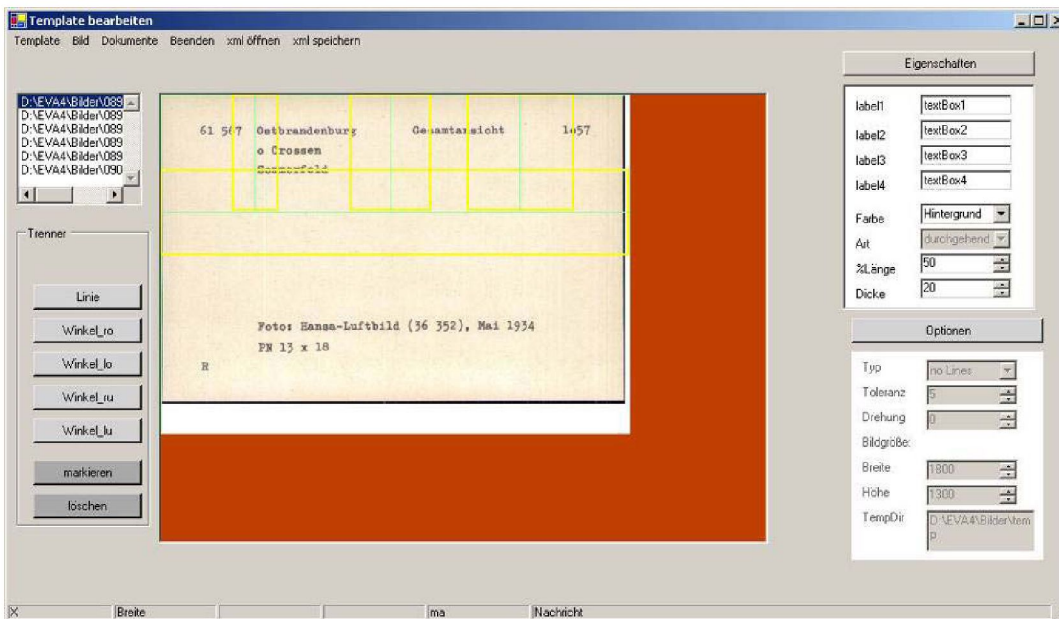 Template bearbeiten
Template Bild Dokumente Beenden xml öffnen xml speichern
Eigenschaften
D:\EVA4\Bilder\089
D:\EVA4\Bilder\089
D:\EVA4\Bilder\089
D:\EVA4\Bilder\089
D:\EVA4\Bilder\089
D:\EVA4\Bilder\090
Trenner
Linie
Winkel_ro
Winkel_lo
Winkel_ru
Winkel_lu
markieren
löschen
61 567 Ostbrandenburg Gesamtansicht 1057
o Crossen
Sommerfeld
Foto: Hansa-Luftbild (36 352), Mai 1934
PN 13 x 18
R
label1 textBox1
label2 textBox2
label3 textBox3
label4 textBox4
Farbe Hintergrund
Art durchgehend
%Länge 50
Dicke 20
Optionen
Typ no Lines
Toleranz 5
Drehung 0
Bildgröße:
Breite 1800
Höhe 1300
TempDir D:\EVA4\Bilder\tem
p
X Breite ma Nachricht